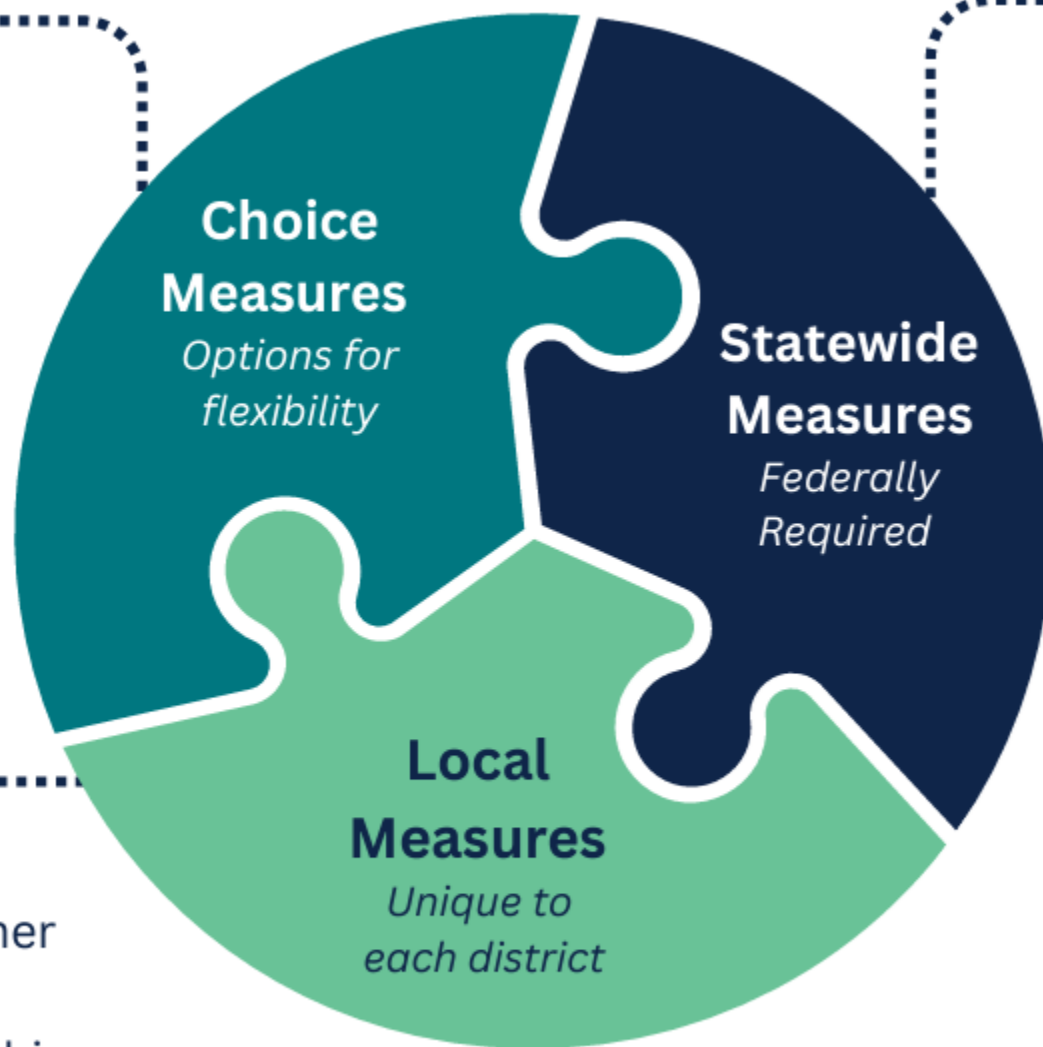 Choice
Measures
Options for
flexibility
Statewide
Measures
Federally
Required
Local
Measures
Unique to
each district